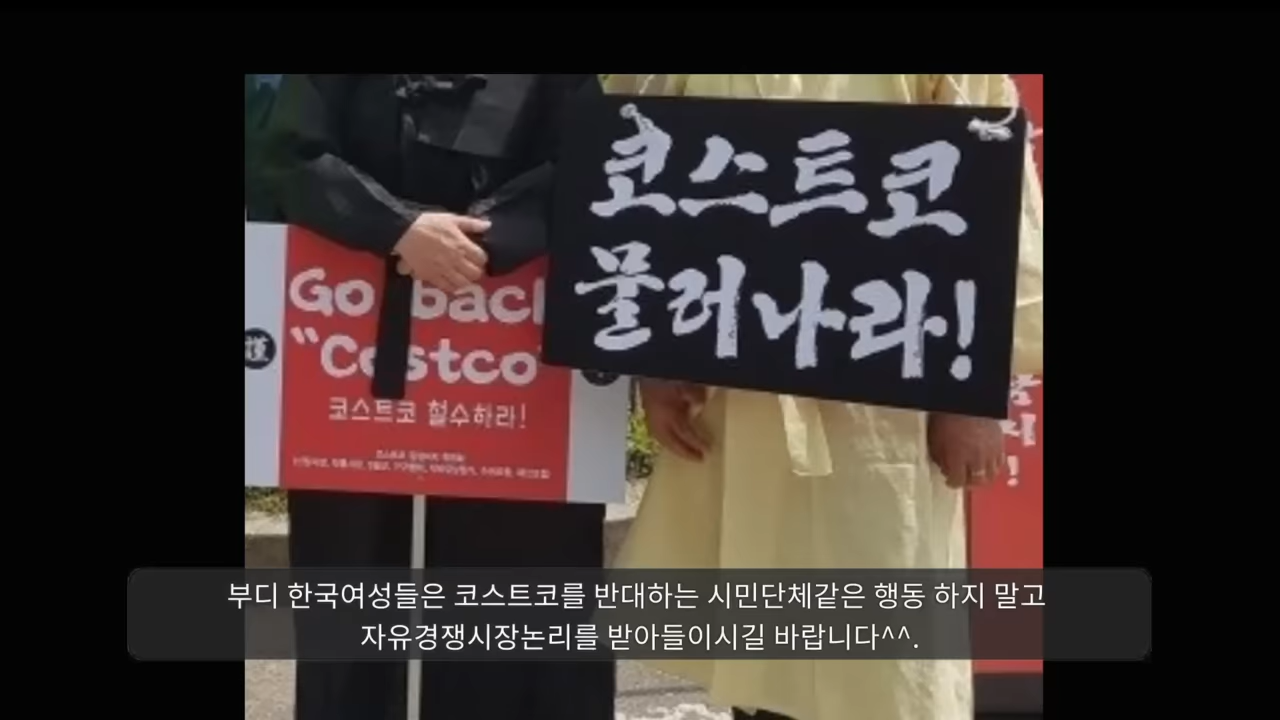 코스트코
물러나라!
Go back
"Costco"
코스트코 철수하라!
부디 한국여성들은 코스트코를 반대하는 시민단체같은 행동 하지 말고
자유경쟁시장논리를 받아들이시길 바랍니다^^.